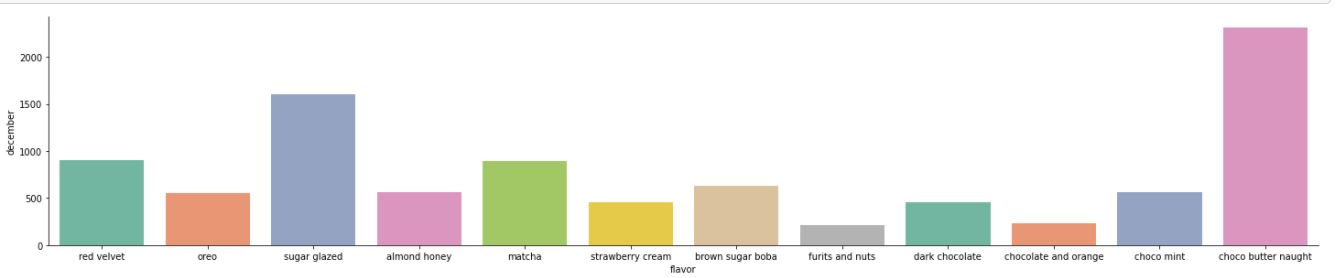 2000
1500
1000
500
0
december
red velvet oreo sugar glazed almond honey matcha strawberry cream brown sugar boba furits and nuts dark chocolate chocolate and orange choco mint choco butter naught
flavor